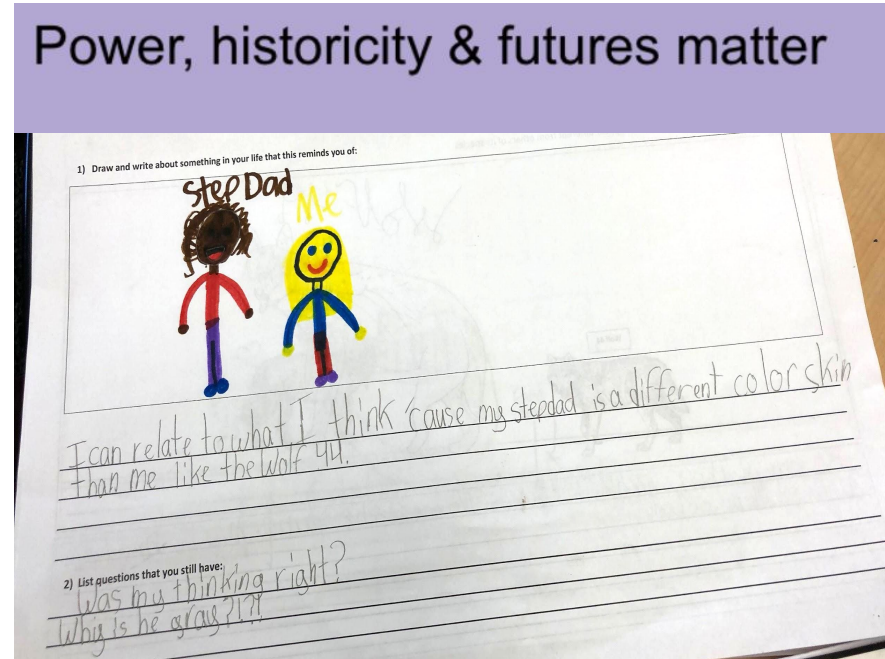 Power, historicity & futures matter
1) Draw and write about something in your life that this reminds you of:
Step Dad
Me
I can relate to what I think 'cause my stepdad is a different color skin
than me like the Wolf 44.
2) List questions that you still have:
Was my thinking right?
Whiy is he gray?!?!